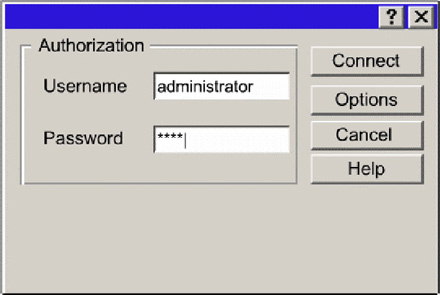 Authorization
Username administrator
Password ****
Connect
Options
Cancel
Help
?